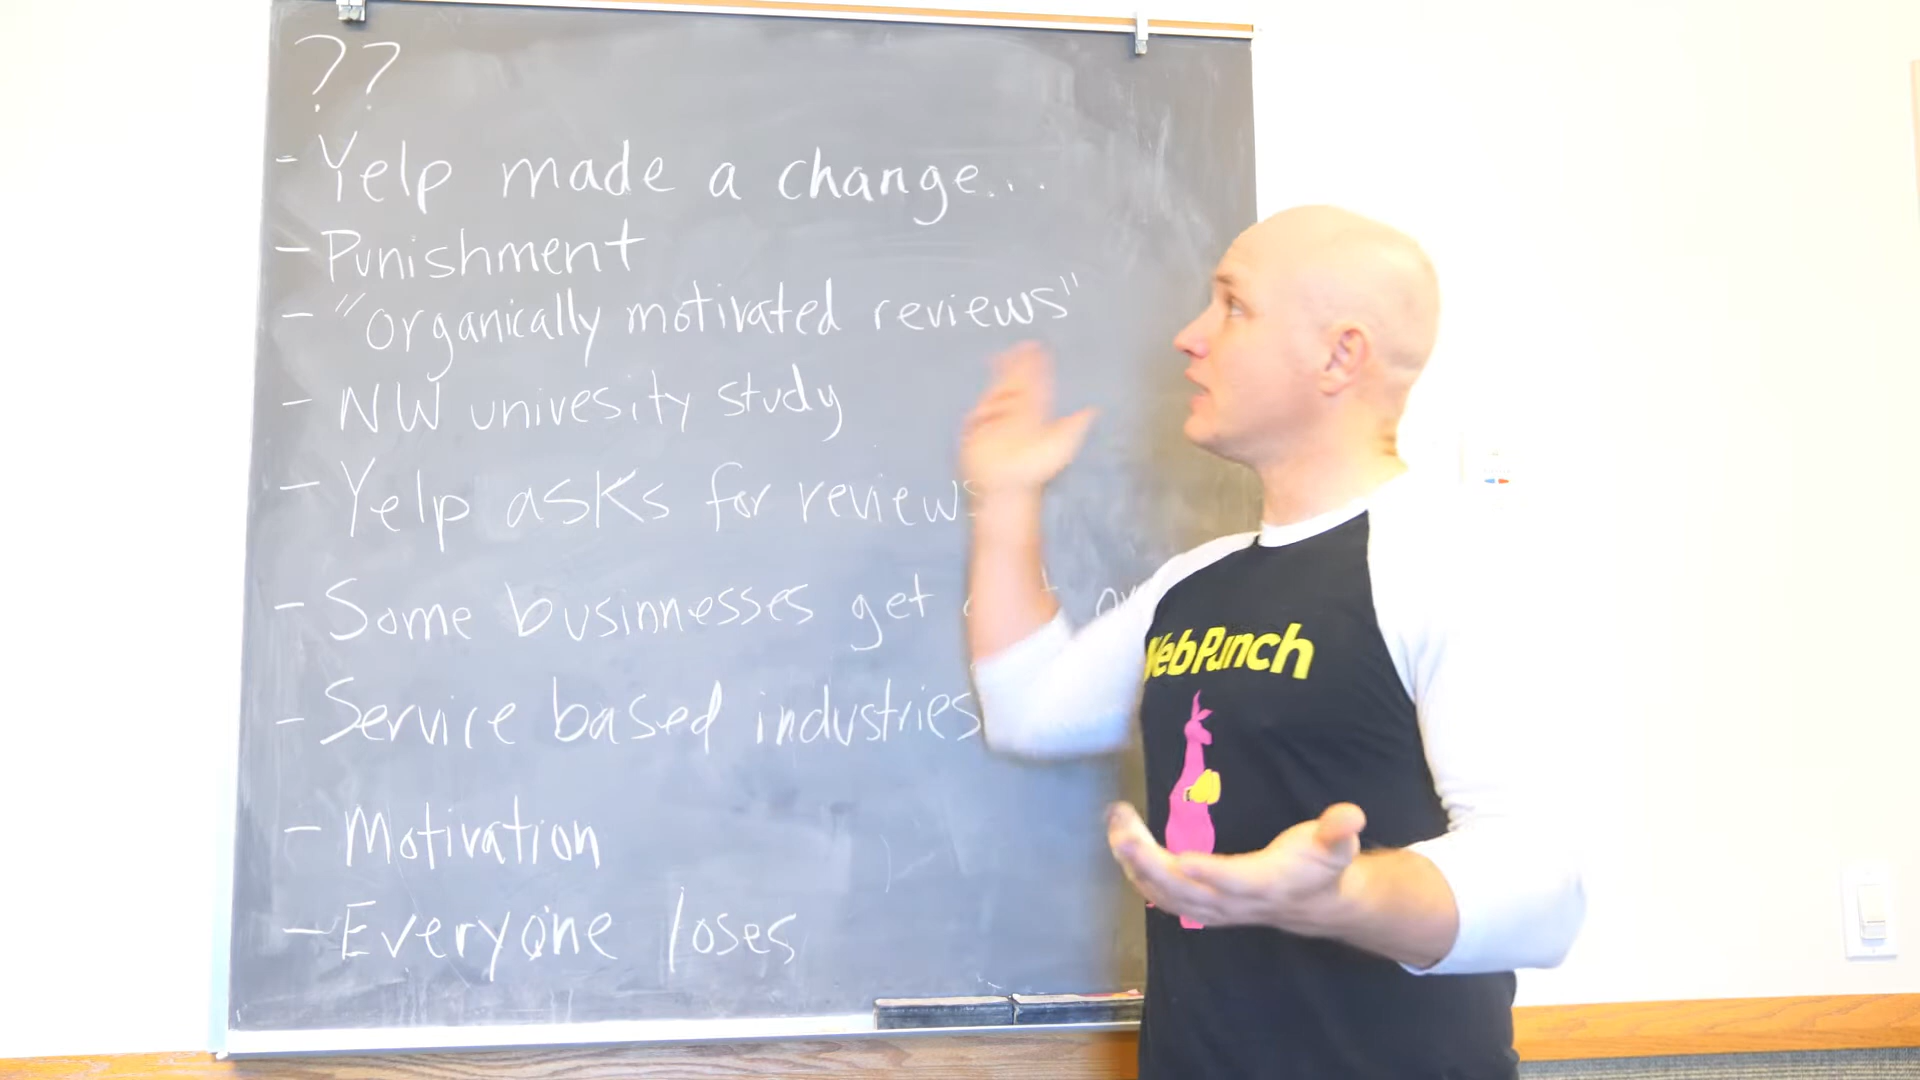 ??
- Yelp made a change...
- Punishment
- "organically motivated reviews"
- NW univesity study
- Yelp asks for reviews
- Some businnesses get
- Service based industries
- Motivation
- Everyone loses
WebPunch